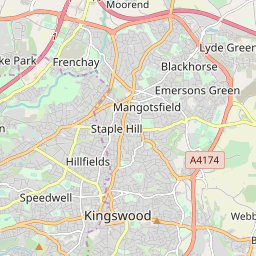 Moorend
Lyde Green
ke Park
Frenchay
Blackhorse
Emersons Green
Mangotsfield
Staple Hill
Hillfields
A4174
Speedwell
Kingswood
Webb